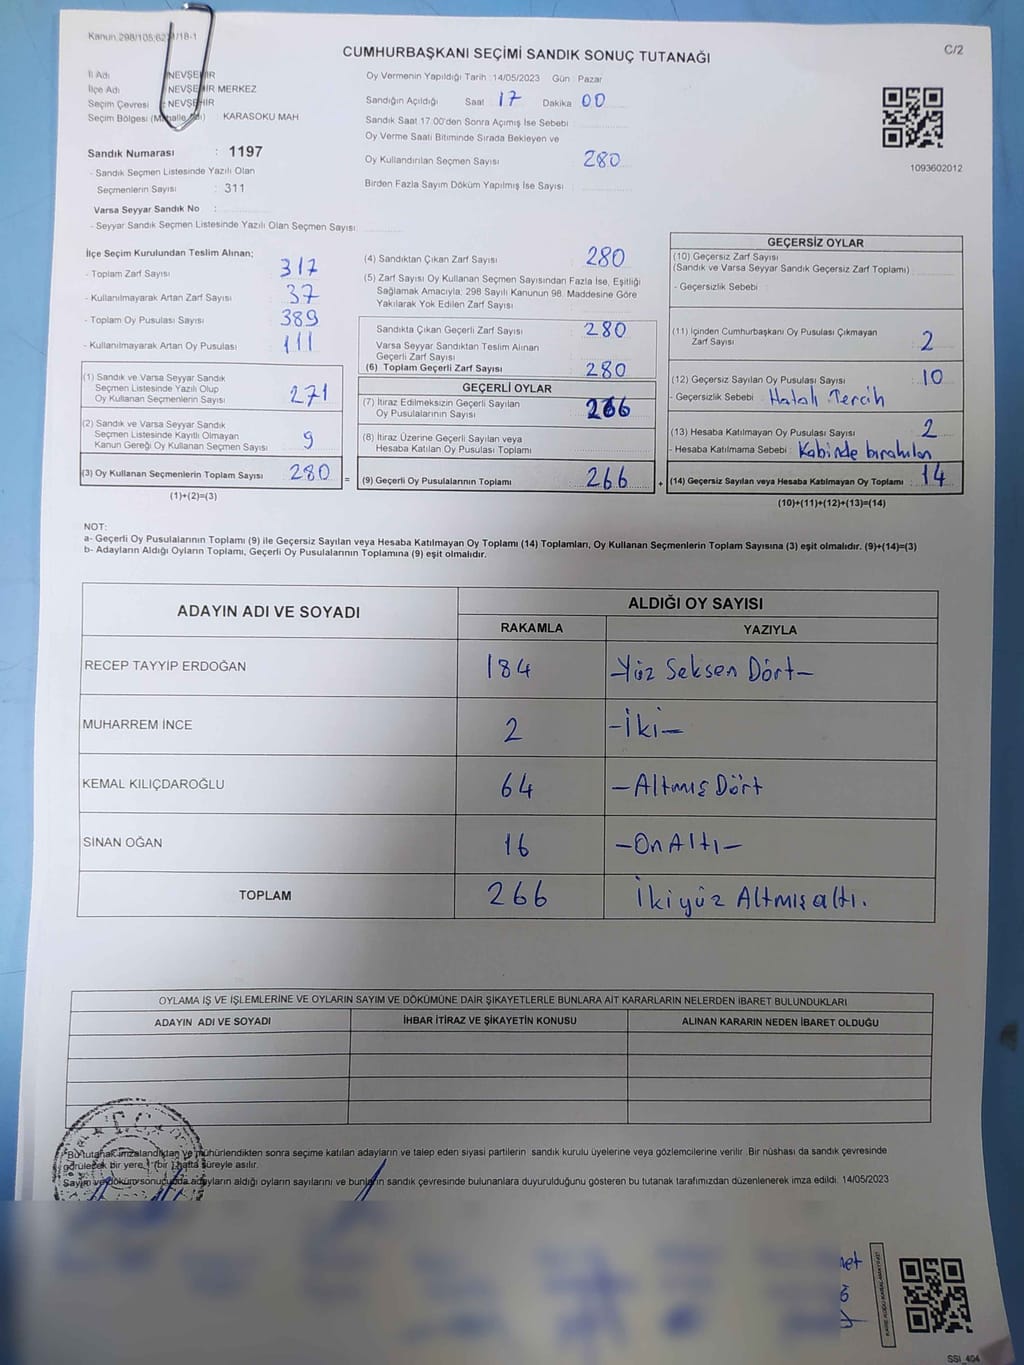 CUMHURBAŞKANI SEÇİMİ SANDIK SONUÇ TUTANAĞI
C/2
İl Adı : NEVŞEHİR
İlçe Adı : NEVŞEHİR MERKEZ
Seçim Çevresi : NEVŞEHİR
Seçim Bölgesi KARASOKU MAH
Sandık Numarası : 1197
- Sandık Seçmen Listesinde Yazılı Olan
Seçmenlerin Sayısı : 311
Varsa Seyyar Sandık No :
- Seyyar Sandık Seçmen Listesinde Yazılı Olan Seçmen Sayısı:
Oy Vermenin Yapıldığı Tarih :14/05/2023 Gün : Pazar
Sandığın Açıldığı Saat : 17 Dakika : 00
Sandık Saat 17.00'den Sonra Açımış İse Sebebi :
Oy Verme Saati Bitiminde Sırada Bekleyen ve
Oy Kullandırılan Seçmen Sayısı : 280
Birden Fazla Sayım Döküm Yapılmış İse Sayısı :
1093602012
İlçe Seçim Kurulundan Teslim Alınan;
- Toplam Zarf Sayısı : 317
- Kullanılmayarak Artan Zarf Sayısı : 37
- Toplam Oy Pusulası Sayısı : 389
- Kullanılmayarak Artan Oy Pusulası : 111
(1) Sandık ve Varsa Seyyar Sandık
Seçmen Listesinde Yazılı Olup
Oy Kullanan Seçmenlerin Sayısı : 271
(2) Sandık ve Varsa Seyyar Sandık
Seçmen Listesinde Kayıtlı Olmayan
Kanun Gereği Oy Kullanan Seçmen Sayısı : 9
(3) Oy Kullanan Seçmenlerin Toplam Sayısı : 280
(1)+(2)=(3)
(4) Sandıktan Çıkan Zarf Sayısı : 280
(5) Zarf Sayısı Oy Kullanan Seçmen Sayısından Fazla İse, Eşitliği
Sağlamak Amacıyla, 298 Sayılı Kanunun 98. Maddesine Göre
Yakılarak Yok Edilen Zarf Sayısı :
Sandıkta Çıkan Geçerli Zarf Sayısı : 280
Varsa Seyyar Sandıktan Teslim Alınan
Geçerli Zarf Sayısı :
(6) Toplam Geçerli Zarf Sayısı : 280
GEÇERLİ OYLAR
(7) İtiraz Edilmeksizin Geçerli Sayılan
Oy Pusulalarının Sayısı : 266
(8) İtiraz Üzerine Geçerli Sayılan veya
Hesaba Katılan Oy Pusulası Toplamı :
= (9) Geçerli Oy Pusulalarının Toplamı : 266
GEÇERSİZ OYLAR
(10) Geçersiz Zarf Sayısı
(Sandık ve Varsa Seyyar Sandık Geçersiz Zarf Toplamı) :
- Geçersizlik Sebebi :
(11) İçinden Cumhurbaşkanı Oy Pusulası Çıkmayan
Zarf Sayısı : 2
(12) Geçersiz Sayılan Oy Pusulası Sayısı : 10
- Geçersizlik Sebebi : Hatalı Tercih
(13) Hesaba Katılmayan Oy Pusulası Sayısı : 2
- Hesaba Katılmama Sebebi : Kabinde bırakılan
+ (14) Geçersiz Sayılan veya Hesaba Katılmayan Oy Toplamı : 14
(10)+(11)+(12)+(13)=(14)
NOT:
a- Geçerli Oy Pusulalarının Toplamı (9) ile Geçersiz Sayılan veya Hesaba Katılmayan Oy Toplamı (14) Toplamları, Oy Kullanan Seçmenlerin Toplam Sayısına (3) eşit olmalıdır. (9)+(14)=(3)
b- Adayların Aldığı Oyların Toplamı, Geçerli Oy Pusulalarının Toplamına (9) eşit olmalıdır.
ADAYIN ADI VE SOYADI ALDIĞI OY SAYISI
RAKAMLA YAZIYLA
RECEP TAYYİP ERDOĞAN 184 -Yüz Seksen Dört-
MUHARREM İNCE 2 -İki-
KEMAL KILIÇDAROĞLU 64 -Altmış Dört
SİNAN OĞAN 16 -On Altı-
TOPLAM 266 İkiyüz Altmışaltı.
OYLAMA İŞ VE İŞLEMLERİNE VE OYLARIN SAYIM VE DÖKÜMÜNE DAİR ŞİKAYETLERLE BUNLARA AİT KARARLARIN NELERDEN İBARET BULUNDUKLARI
ADAYIN ADI VE SOYADI İHBAR İTİRAZ VE ŞİKAYETİN KONUSU ALINAN KARARIN NEDEN İBARET OLDUĞU
Bu tutanak imzalandıktan ve mühürlendikten sonra seçime katılan adayların ve talep eden siyasi partilerin sandık kurulu üyelerine veya gözlemcilerine verilir. Bir nüshası da sandık çevresinde
görülecek bir yere 1 (bir) hafta süreyle asılır.
Sayım ve döküm sonucunda adayların aldığı oyların sayılarını ve bunların sandık çevresinde bulunanlara duyurulduğunu gösteren bu tutanak tarafımızdan düzenlenerek imza edildi. 14/05/2023
SSI_404